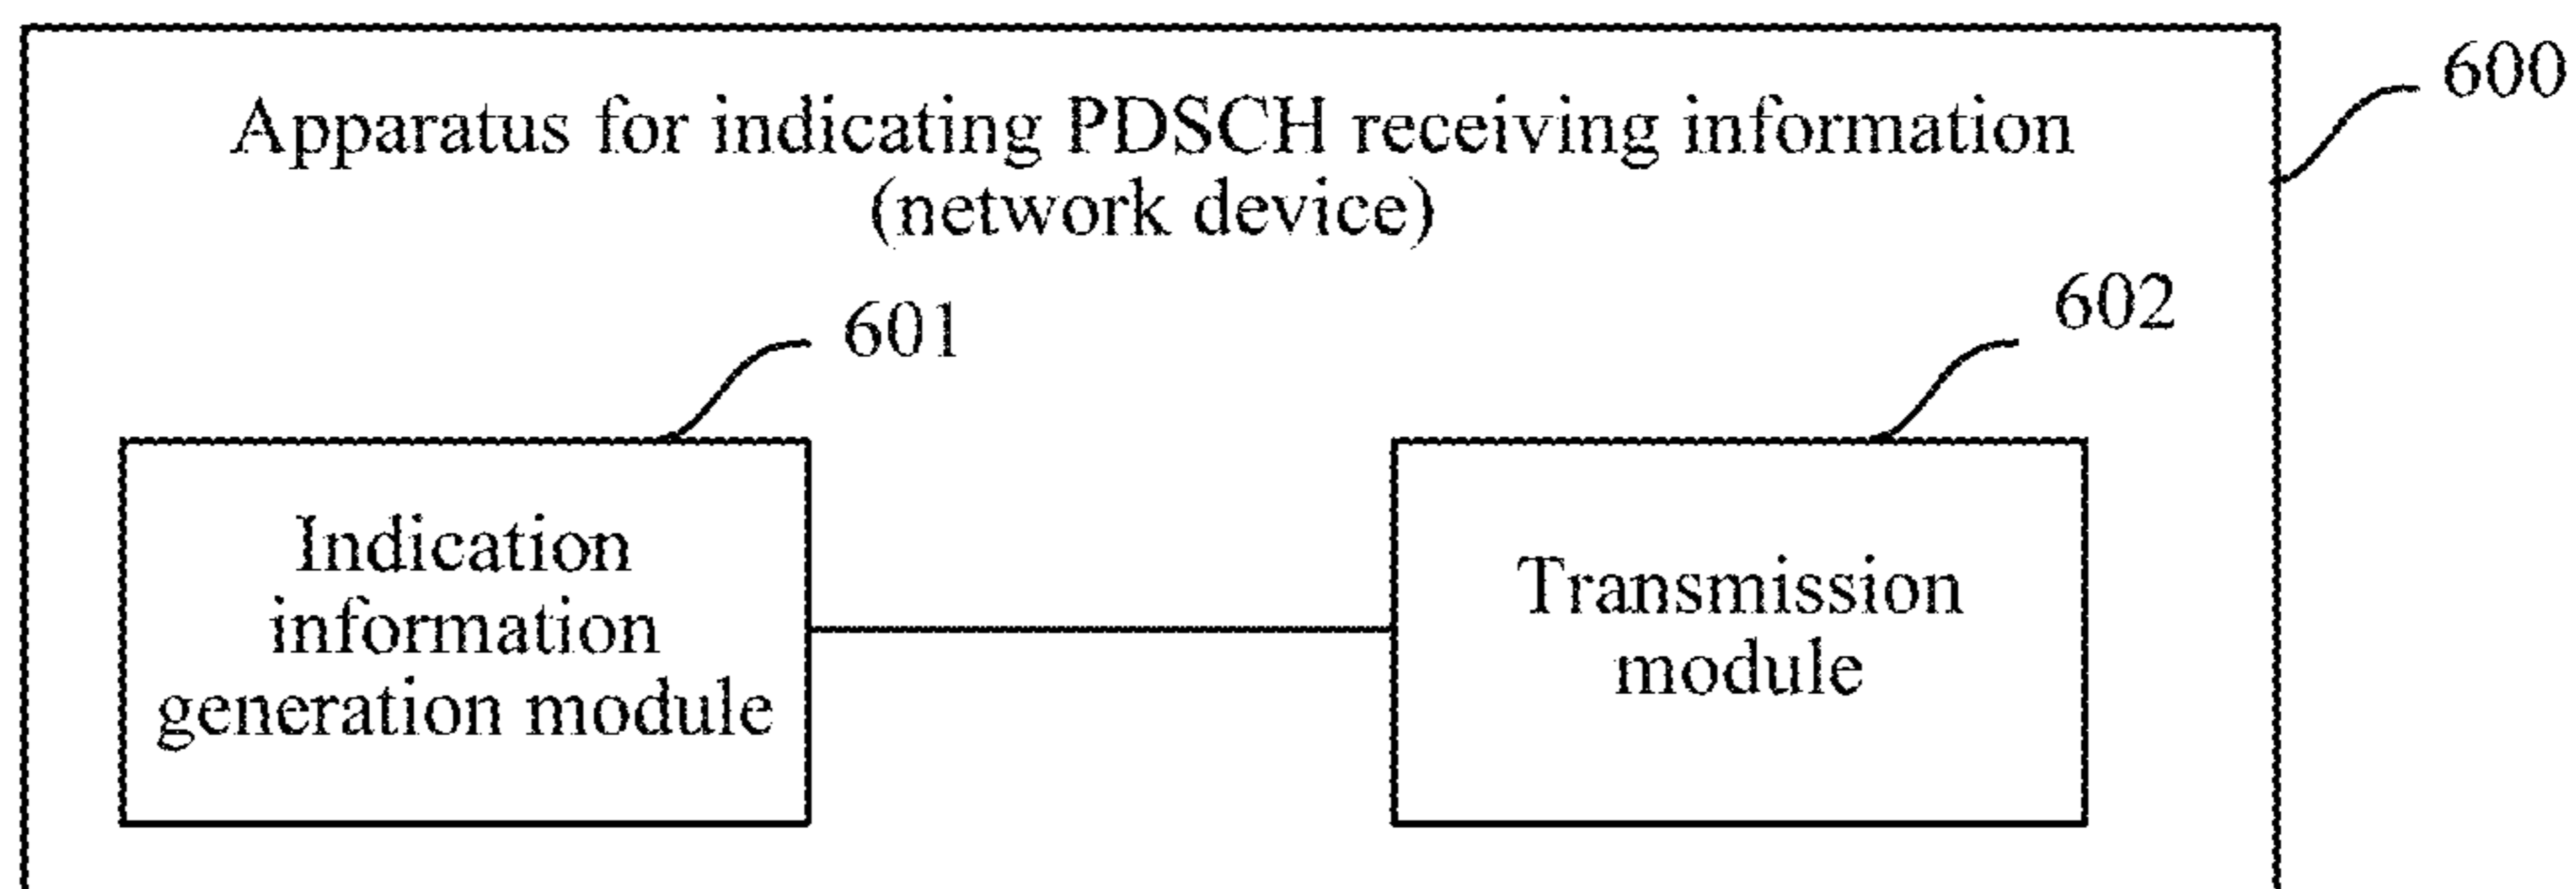 600
Apparatus for indicating PDSCH receiving information
(network device)
601
602
Indication
information
generation module
Transmission
module